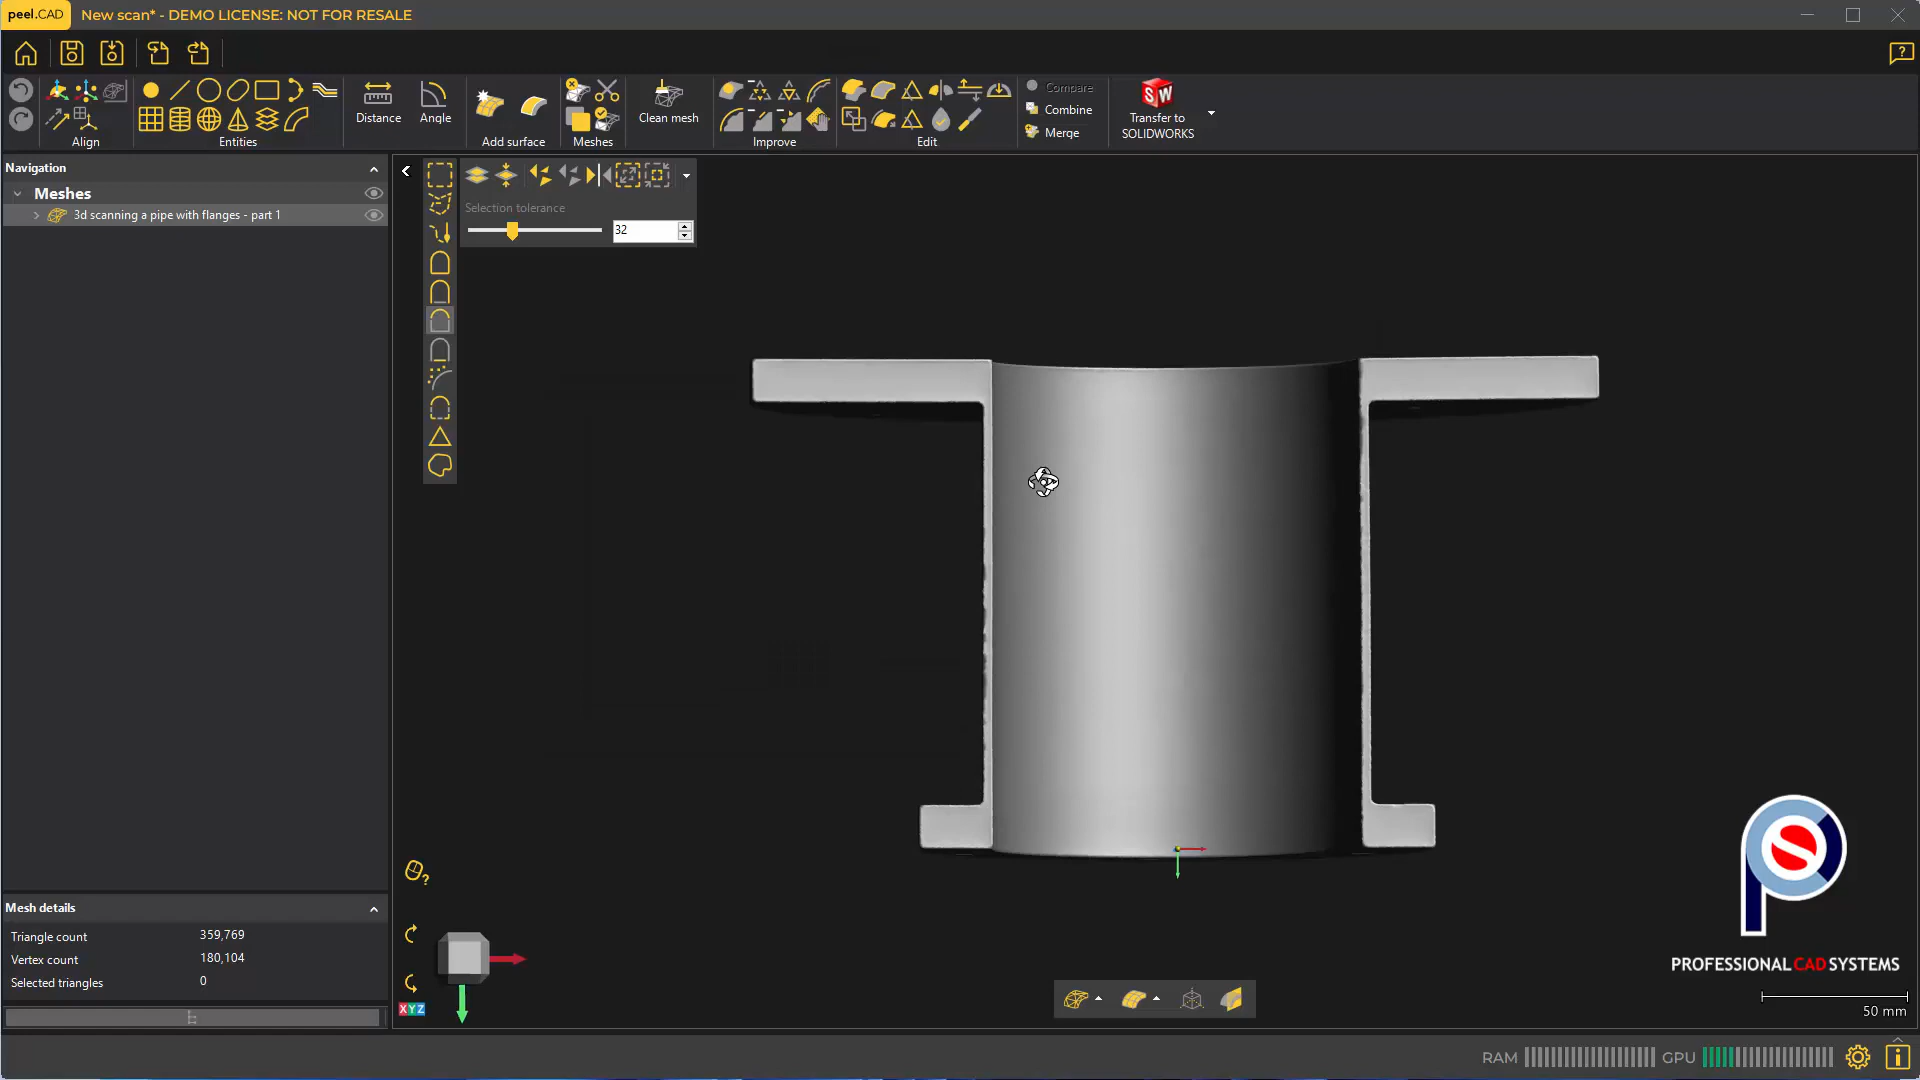 peel.CAD
New scan* - DEMO LICENSE: NOT FOR RESALE
Distance
Angle
Clean mesh
Compare
Combine
Merge
Transfer to
SOLIDWORKS
Align
Entities
Add surface
Meshes
Improve
Edit
Navigation
Meshes
3d scanning a pipe with flanges - part 1
Selection tolerance
32
Mesh details
Triangle count 359,769
Vertex count 180,104
Selected triangles 0
XYZ
PROFESSIONAL CAD SYSTEMS
50 mm
RAM
GPU